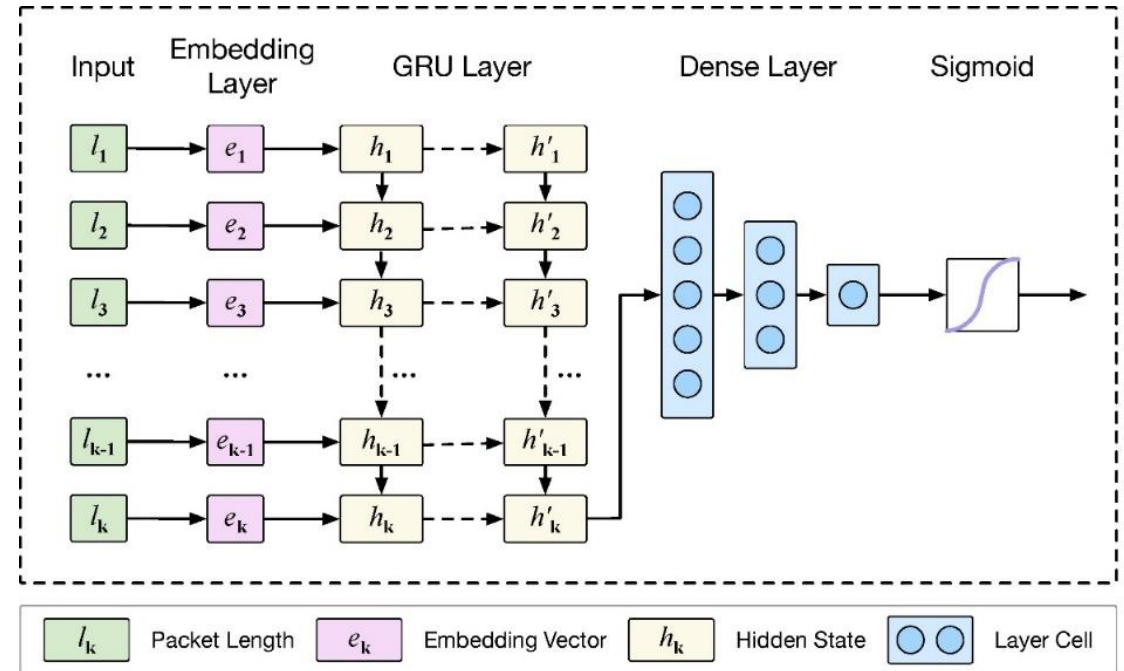 Input
Embedding
Layer
GRU Layer
Dense Layer
Sigmoid
l1 e1 h1 h'1
l2 e2 h2 h'2
l3 e3 h3 h'3
... ... ... ...
lk-1 ek-1 hk-1 h'k-1
lk ek hk h'k
lk Packet Length ek Embedding Vector hk Hidden State Layer Cell